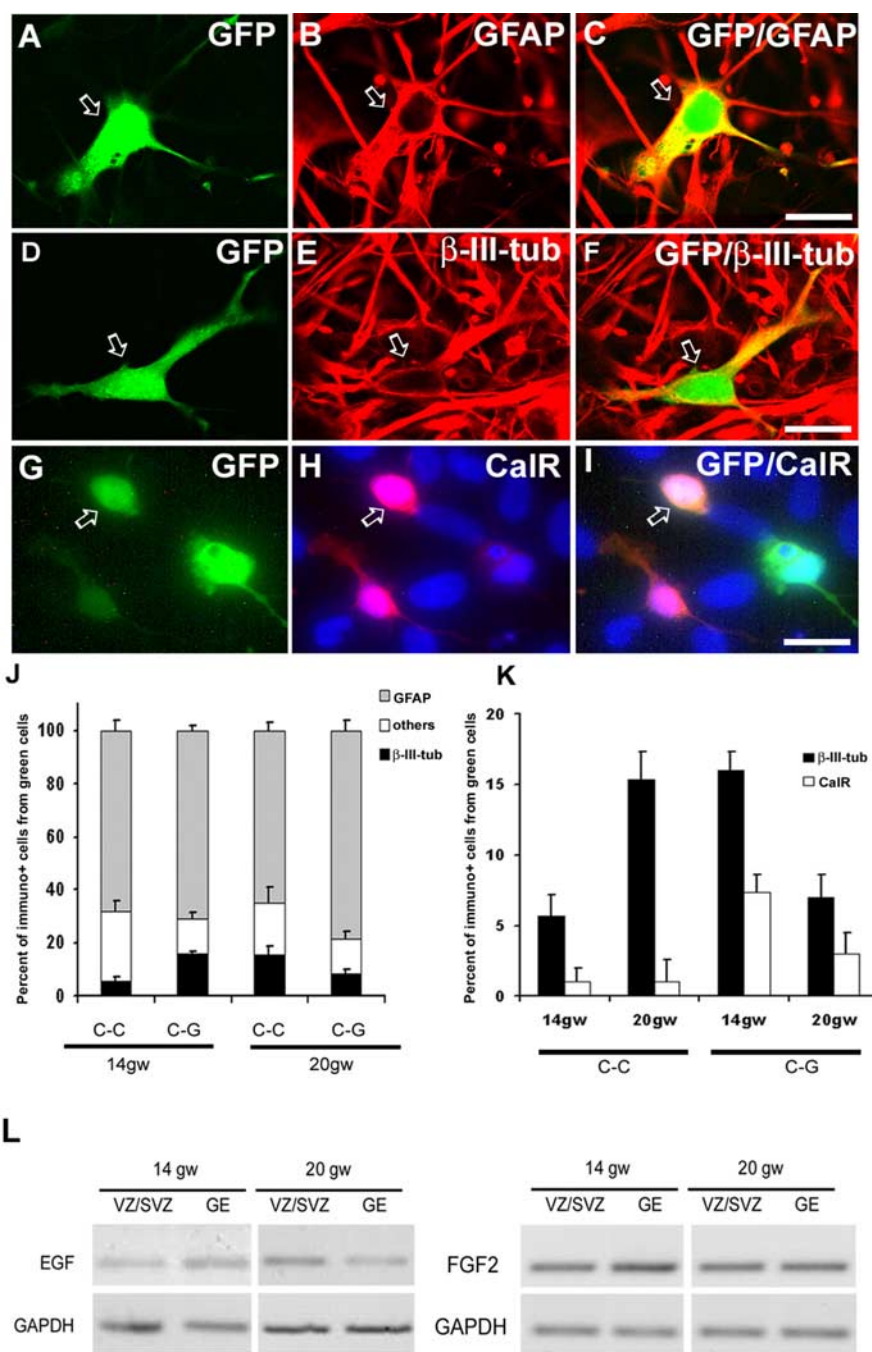 A GFP
B GFAP
C GFP/GFAP
D GFP
E β-III-tub
F GFP/β-III-tub
G GFP
H CalR
I GFP/CalR
J
Percent of immuno+ cells from green cells
100
80
60
40
20
0
GFAP
others
β-III-tub
C-C C-G C-C C-G
14gw 20gw
K
Percent of immuno+ cells from green cells
20
15
10
5
0
β-III-tub
CalR
14gw 20gw 14gw 20gw
C-C C-G
L
14 gw 20 gw
VZ/SVZ GE VZ/SVZ GE
EGF
GAPDH
14 gw 20 gw
VZ/SVZ GE VZ/SVZ GE
FGF2
GAPDH